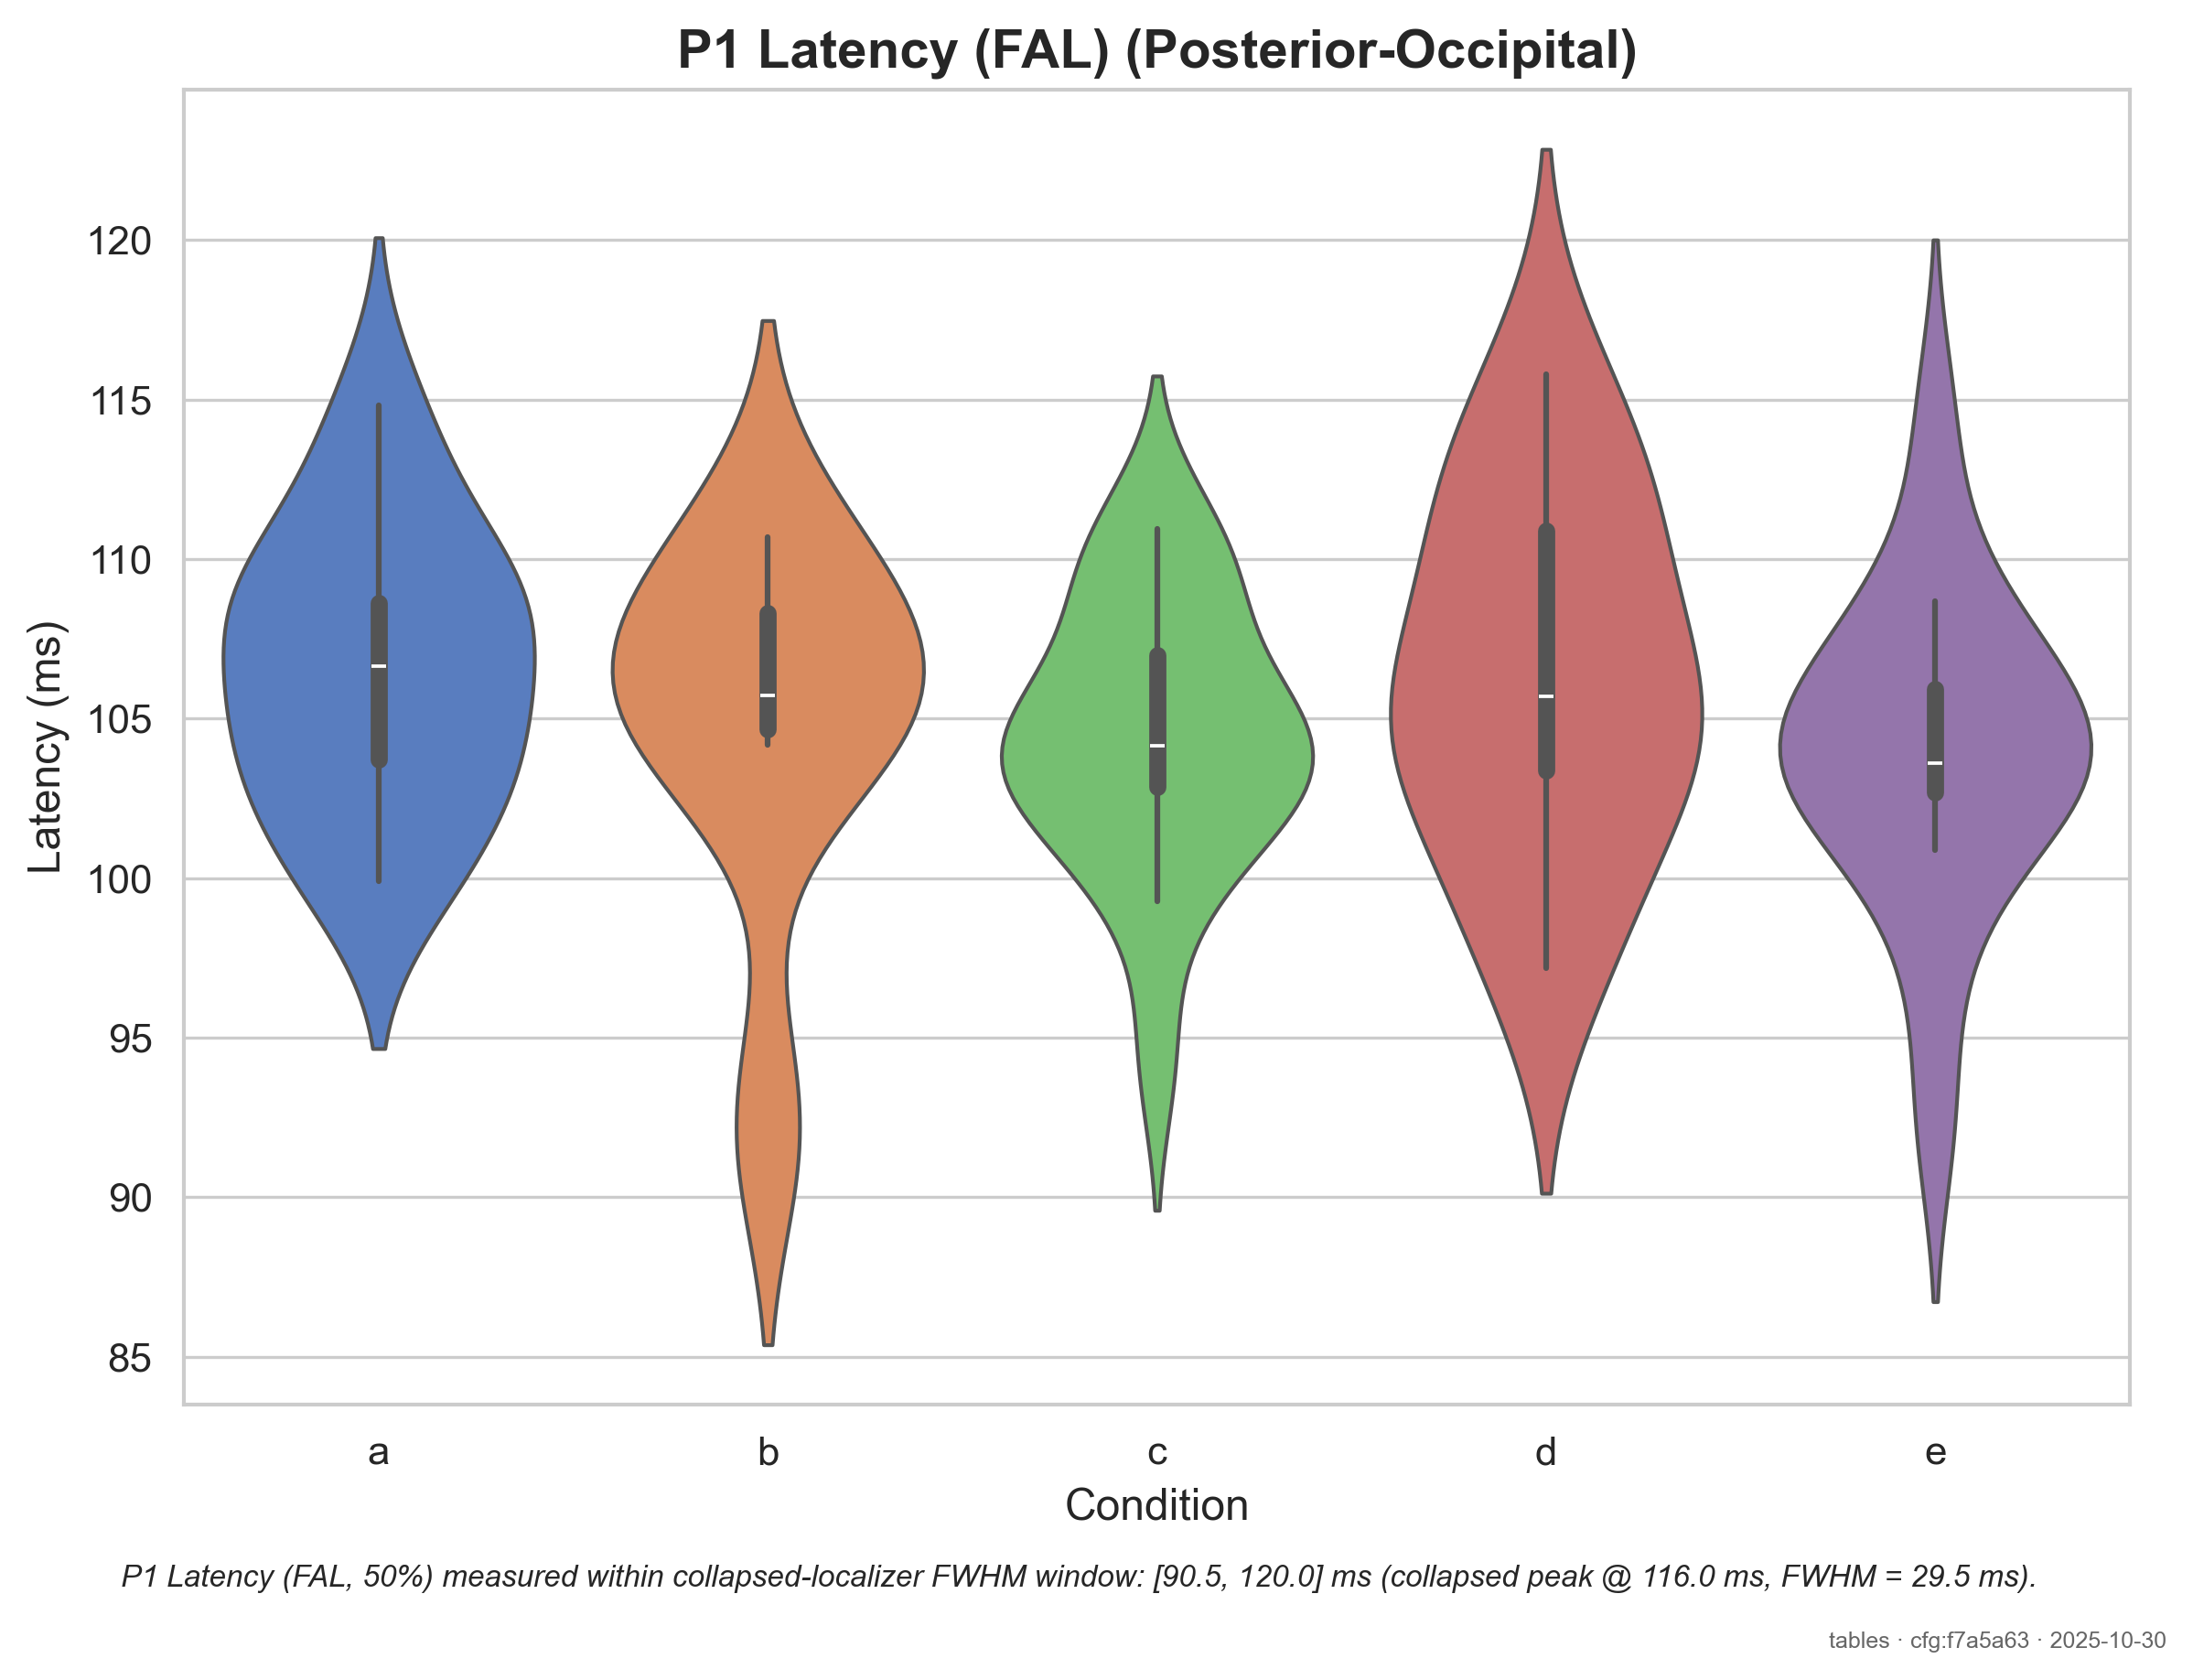 P1 Latency (FAL) (Posterior-Occipital)
Latency (ms)
120
115
110
105
100
95
90
85
a b c d e
Condition
P1 Latency (FAL, 50%) measured within collapsed-localizer FWHM window: [90.5, 120.0] ms (collapsed peak @ 116.0 ms, FWHM = 29.5 ms).
tables · cfg:f7a5a63 · 2025-10-30